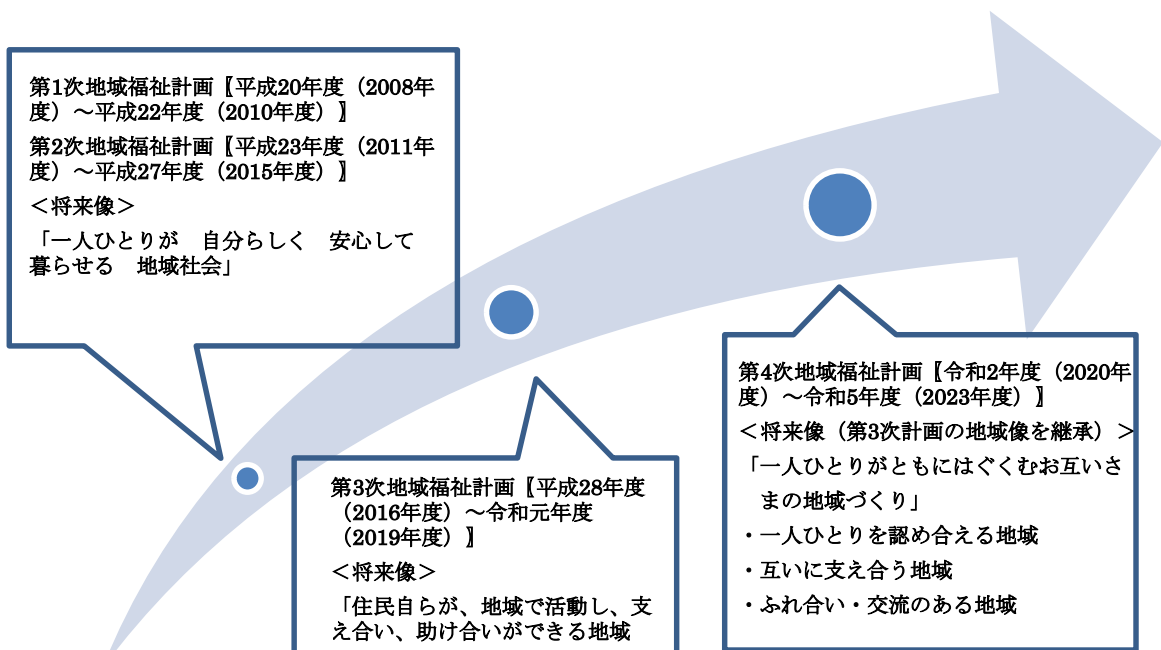 第1次地域福祉計画〖平成20年度（2008年
度）～平成22年度（2010年度）〗
第2次地域福祉計画〖平成23年度（2011年
度）～平成27年度（2015年度）〗
＜将来像＞
「一人ひとりが　自分らしく　安心して
暮らせる　地域社会」
第3次地域福祉計画〖平成28年度
（2016年度）～令和元年度
（2019年度）〗
＜将来像＞
「住民自らが、地域で活動し、支
え合い、助け合いができる地域
第4次地域福祉計画〖令和2年度（2020年
度）～令和5年度（2023年度）〗
＜将来像（第3次計画の地域像を継承）＞
「一人ひとりがともにはぐくむお互いさ
まの地域づくり」
・一人ひとりを認め合える地域
・互いに支え合う地域
・ふれ合い・交流のある地域